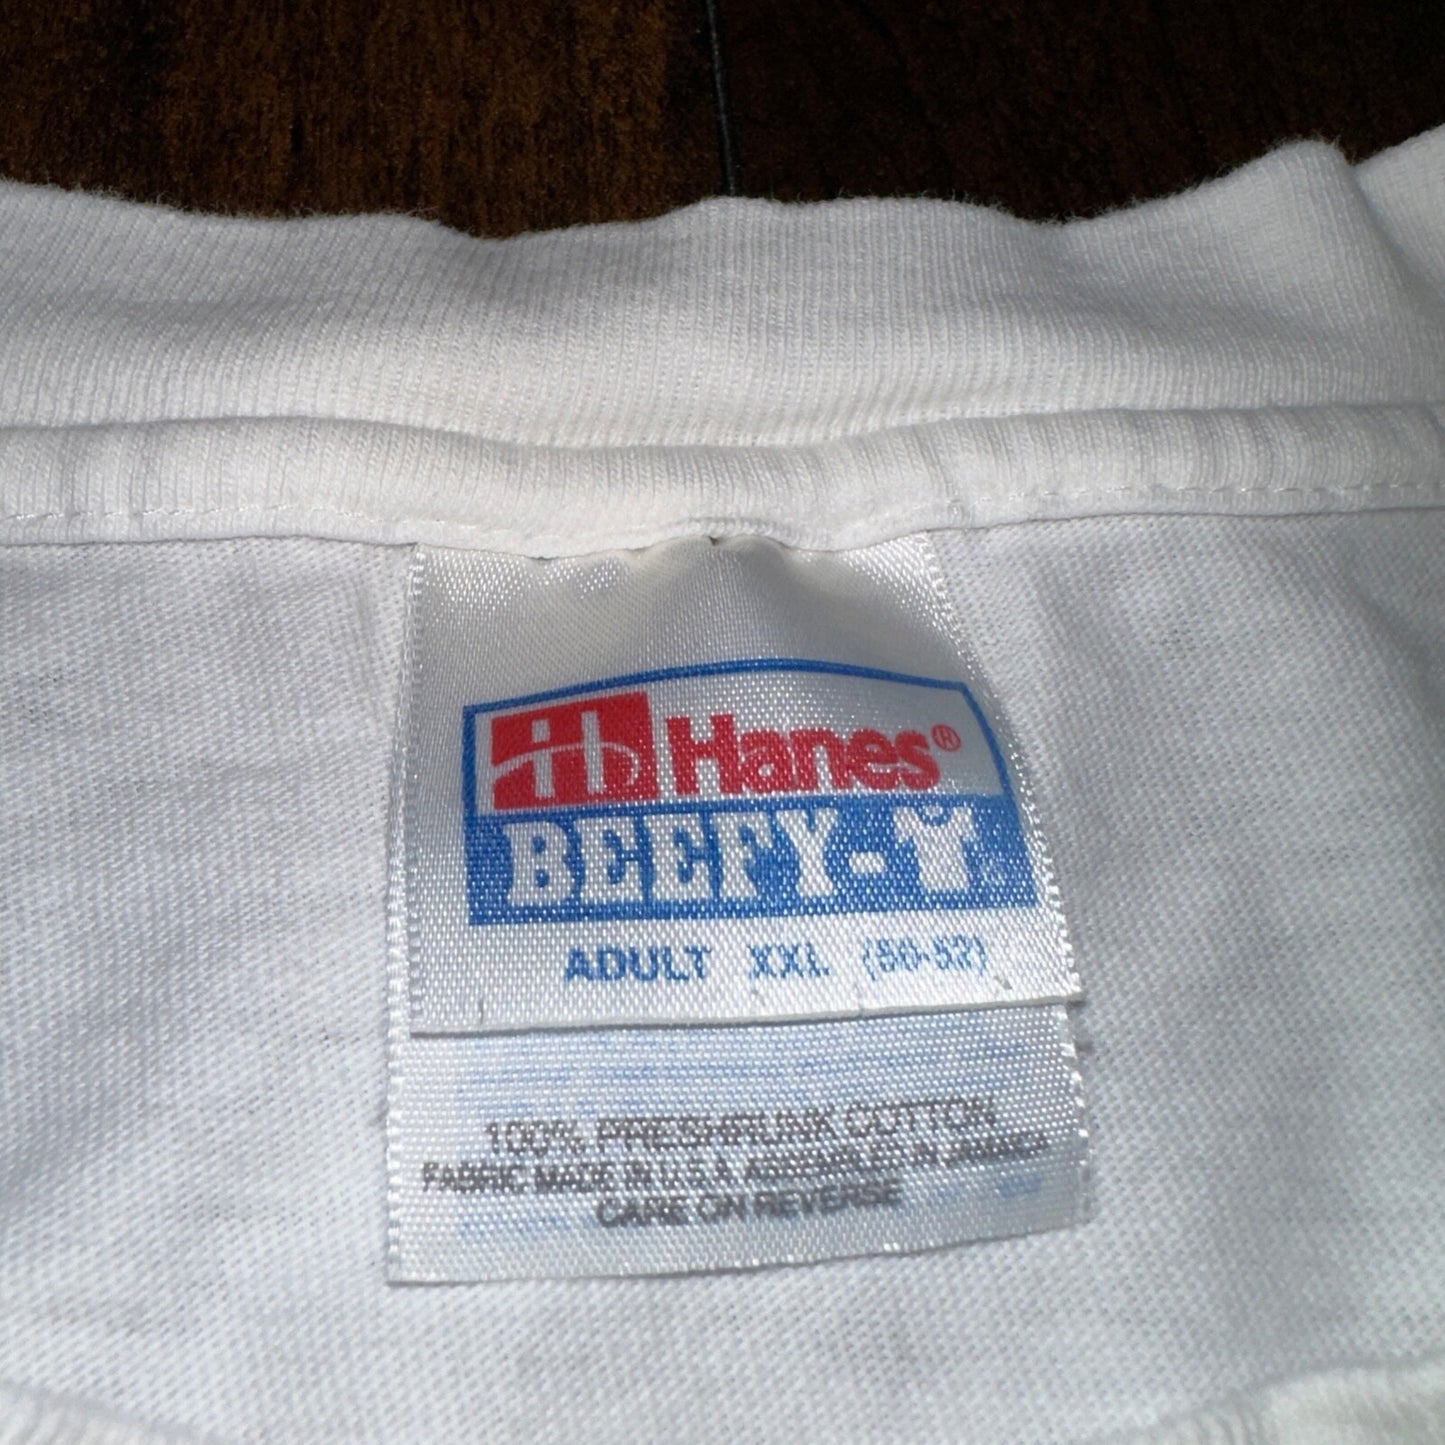 Hanes®
BEEFY-T®
ADULT XXL (50-52)
100% PRESHRUNK COTTON
FABRIC MADE IN U.S.A. ASSEMBLED IN JAMAICA
CARE ON REVERSE